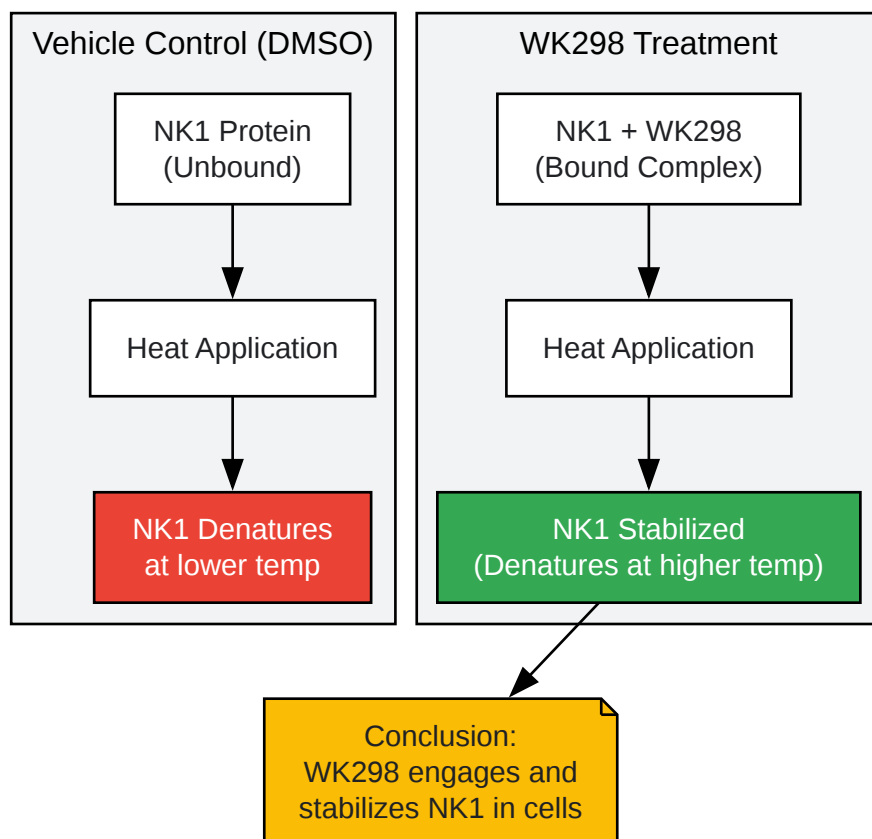 Vehicle Control (DMSO)
NK1 Protein
(Unbound)
Heat Application
NK1 Denatures
at lower temp
WK298 Treatment
NK1 + WK298
(Bound Complex)
Heat Application
NK1 Stabilized
(Denatures at higher temp)
Conclusion:
WK298 engages and
stabilizes NK1 in cells